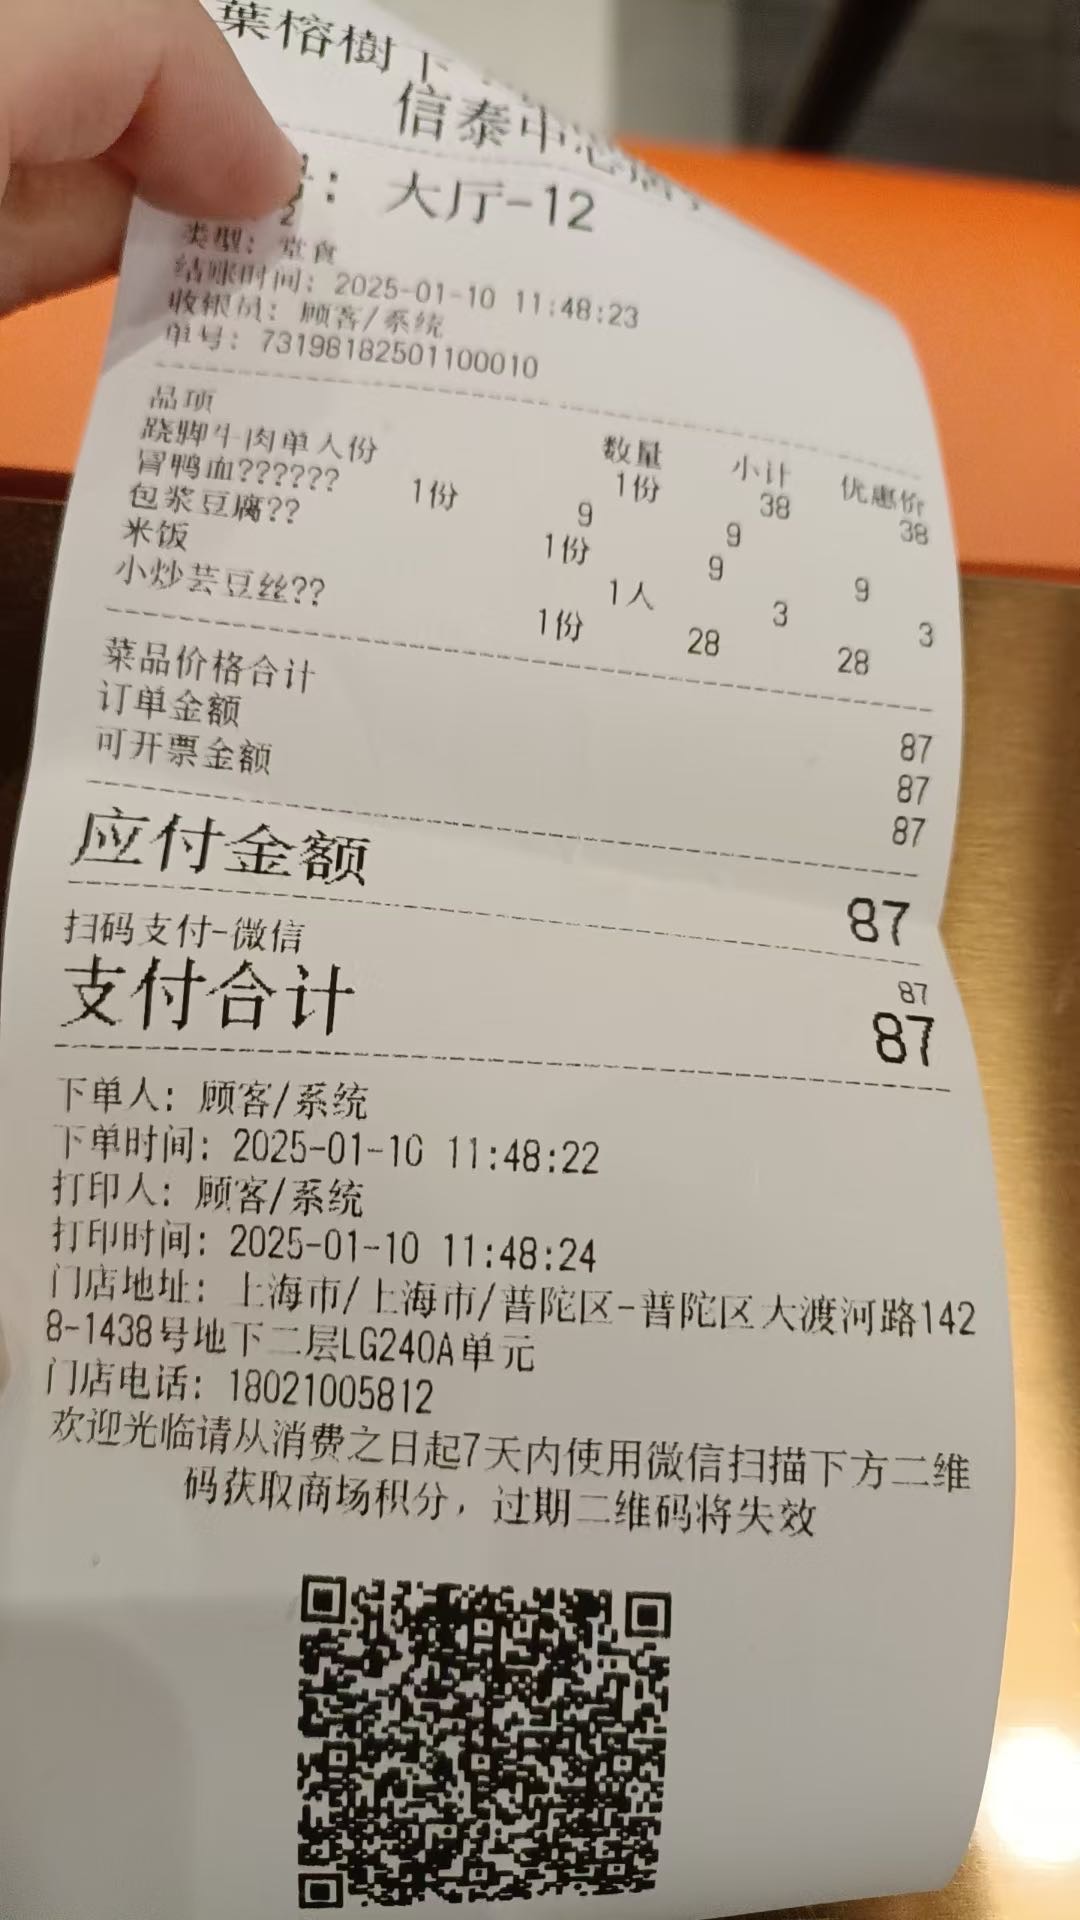 葉榕樹下
信泰中
号: 大厅-12
2
类型: 堂食
结账时间: 2025-01-10 11:48:23
收银员: 顾客/系统
单号: 73198182501100010
品项 数量 小计 优惠价
跷脚牛肉单人份 1份 38 38
冒鸭血?????? 1份 9 9 9
包浆豆腐?? 1份 9
米饭 1人 3 3
小炒芸豆丝?? 1份 28 28
菜品价格合计 87
订单金额 87
可开票金额 87
应付金额 87
扫码支付-微信 87
支付合计 87
下单人: 顾客/系统
下单时间: 2025-01-10 11:48:22
打印人: 顾客/系统
打印时间: 2025-01-10 11:48:24
门店地址: 上海市/上海市/普陀区-普陀区大渡河路142
8-1438号地下二层LG240A单元
门店电话: 18021005812
欢迎光临请从消费之日起7天内使用微信扫描下方二维
码获取商场积分，过期二维码将失效